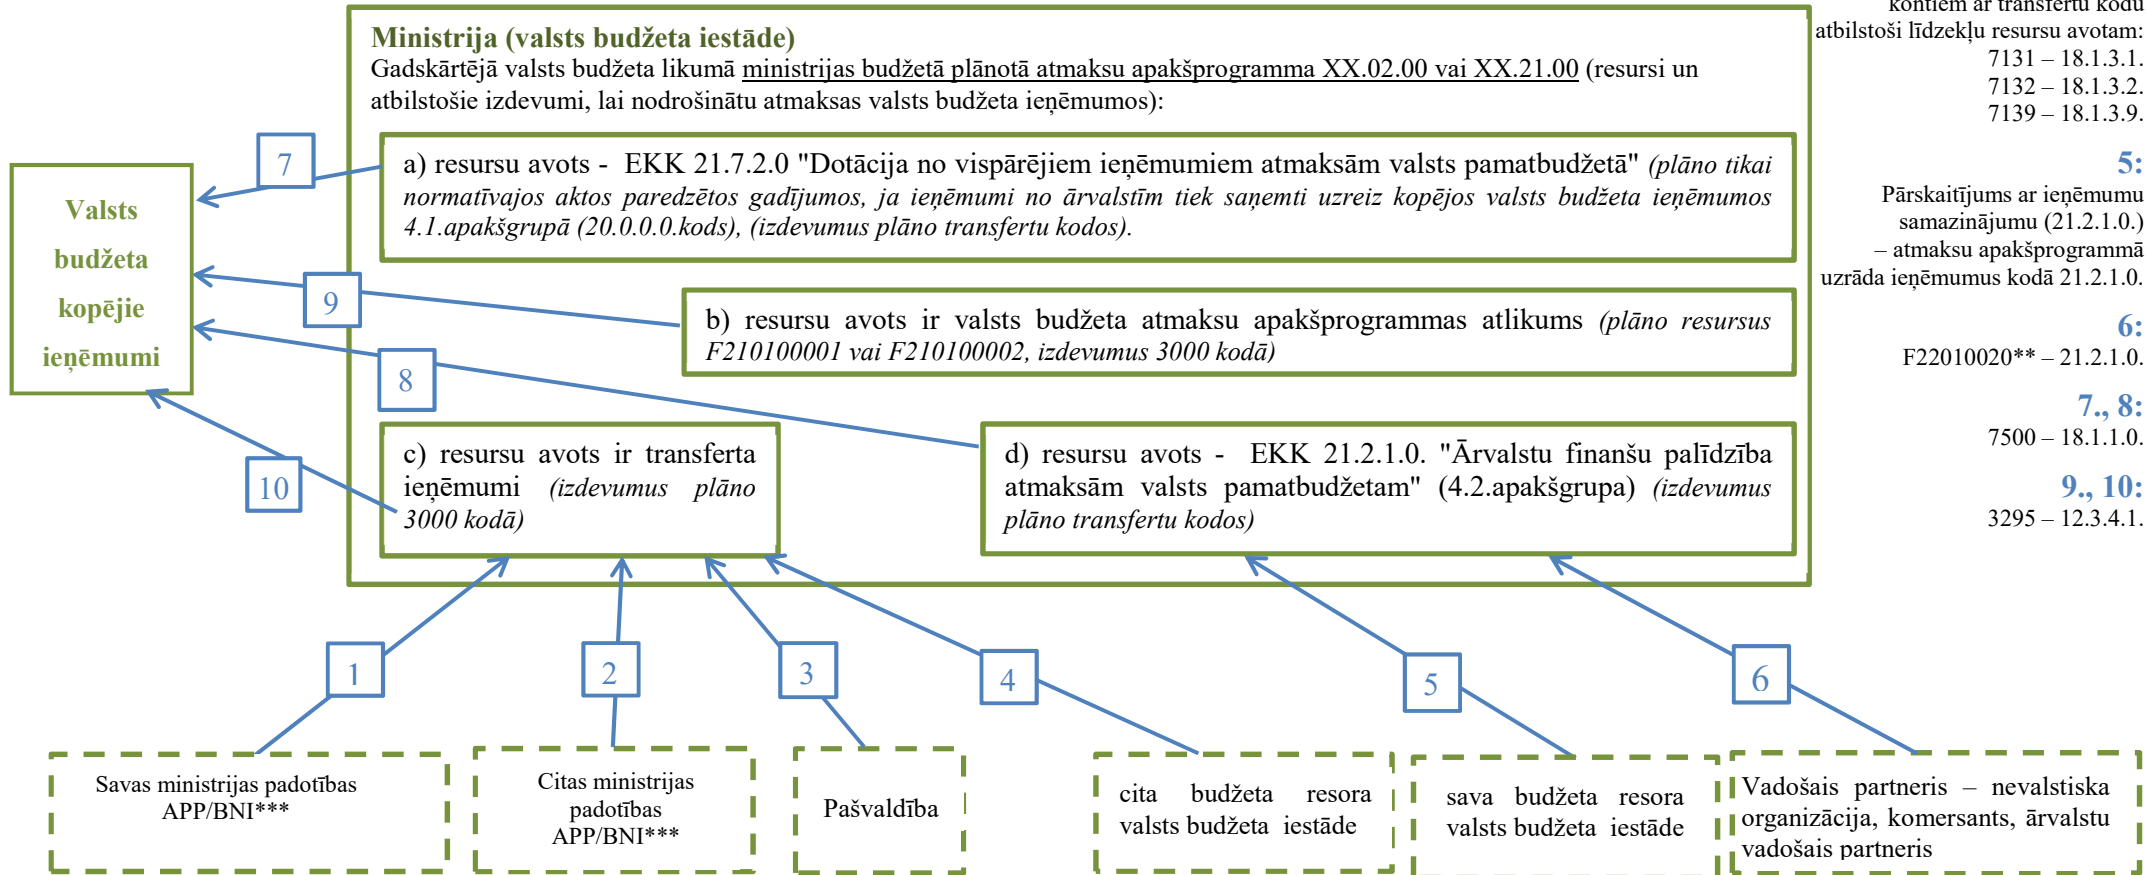 Ministrija (valsts budžeta iestāde)
Gadskārtējā valsts budžeta likumā ministrijas budžetā plānotā atmaksu apakšprogramma XX.02.00 vai XX.21.00 (resursi un
atbilstošie izdevumi, lai nodrošinātu atmaksas valsts budžeta ieņēmumos):
a) resursu avots - EKK 21.7.2.0 "Dotācija no vispārējiem ieņēmumiem atmaksām valsts pamatbudžetā" (plāno tikai
normatīvajos aktos paredzētos gadījumos, ja ieņēmumi no ārvalstīm tiek saņemti uzreiz kopējos valsts budžeta ieņēmumos
4.1.apakšgrupā (20.0.0.0.kods), (izdevumus plāno transfertu kodos).
b) resursu avots ir valsts budžeta atmaksu apakšprogrammas atlikums (plāno resursus
F210100001 vai F210100002, izdevumus 3000 kodā)
c) resursu avots ir transferta
ieņēmumi (izdevumus plāno
3000 kodā)
d) resursu avots - EKK 21.2.1.0. "Ārvalstu finanšu palīdzība
atmaksām valsts pamatbudžetam" (4.2.apakšgrupa) (izdevumus
plāno transfertu kodos)
Valsts
budžeta
kopējie
ieņēmumi
7
9
8
10
1
2
3
4
5
6
Savas ministrijas padotības
APP/BNI***
Citas ministrijas
padotības
APP/BNI***
Pašvaldība
cita budžeta resora
valsts budžeta iestāde
sava budžeta resora
valsts budžeta iestāde
Vadošais partneris – nevalstiska
organizācija, komersants, ārvalstu
vadošais partneris
kontiem ar transfertu kodu
atbilstoši līdzekļu resursu avotam:
7131 – 18.1.3.1.
7132 – 18.1.3.2.
7139 – 18.1.3.9.
5:
Pārskaitījums ar ieņēmumu
samazinājumu (21.2.1.0.)
– atmaksu apakšprogrammā
uzrāda ieņēmumus kodā 21.2.1.0.
6:
F22010020** – 21.2.1.0.
7., 8:
7500 – 18.1.1.0.
9., 10:
3295 – 12.3.4.1.